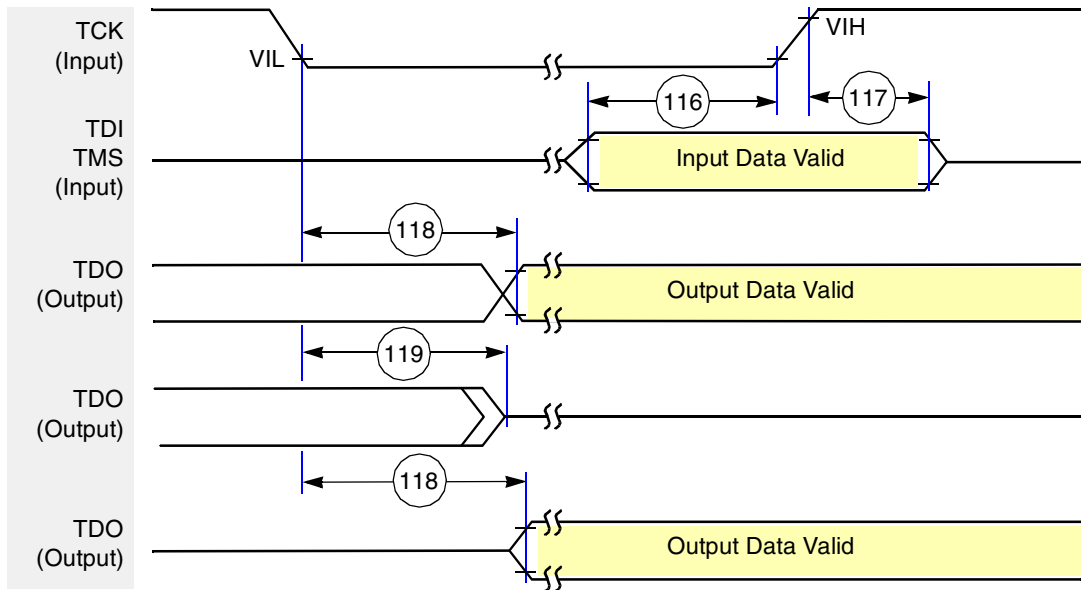 TCK
(Input)
VIL
VIH
116
117
TDI
TMS
(Input)
Input Data Valid
118
TDO
(Output)
Output Data Valid
119
TDO
(Output)
118
TDO
(Output)
Output Data Valid